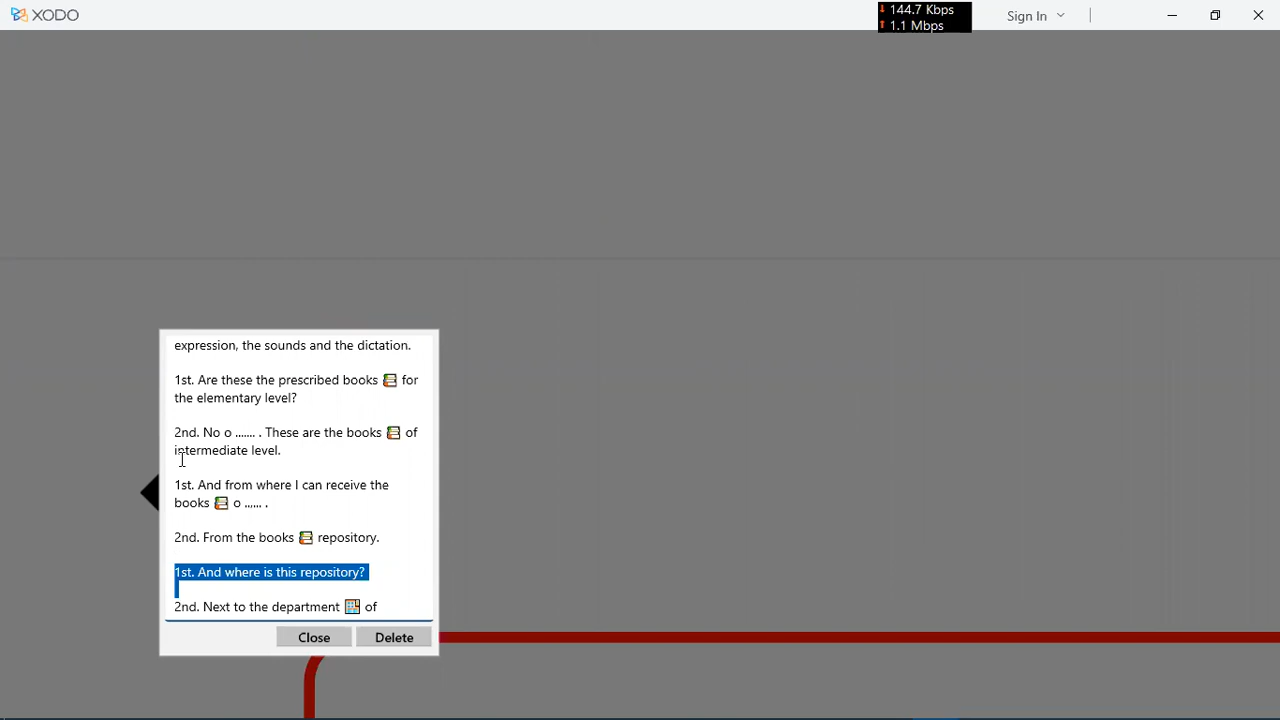 XODO
144.7 Kbps
1.1 Mbps
Sign In
expression, the sounds and the dictation.
1st. Are these the prescribed books 📚 for
the elementary level?
2nd. No o ....... . These are the books 📚 of
intermediate level.
1st. And from where I can receive the
books 📚 o ...... .
2nd. From the books 📚 repository.
1st. And where is this repository?
2nd. Next to the department 🏫 of
Close Delete